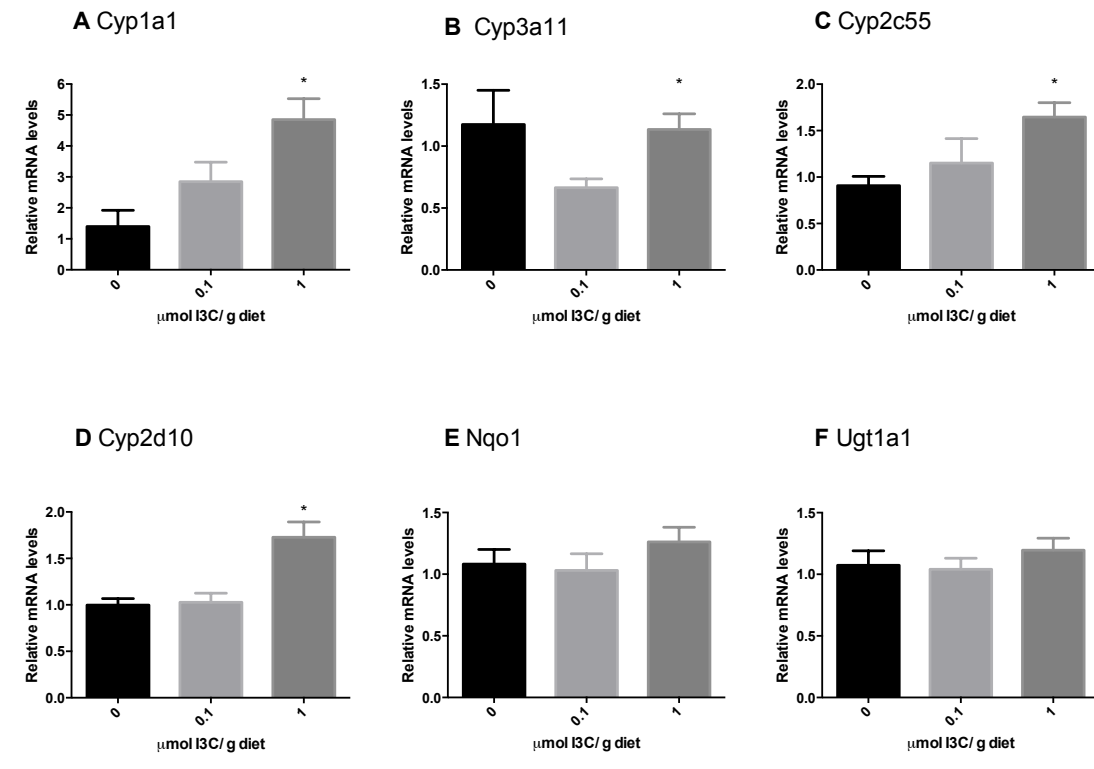 A Cyp1a1
B Cyp3a11
C Cyp2c55
Relative mRNA levels
6
5
4
3
2
1
0
*
0
0.1
1
μmol I3C/ g diet
Relative mRNA levels
1.5
1.0
0.5
0.0
*
0
0.1
1
μmol I3C/ g diet
Relative mRNA levels
2.0
1.5
1.0
0.5
0.0
*
0
0.1
1
μmol I3C/ g diet
D Cyp2d10
E Nqo1
F Ugt1a1
Relative mRNA levels
2.0
1.5
1.0
0.5
0.0
*
0
0.1
1
μmol I3C/ g diet
Relative mRNA levels
1.5
1.0
0.5
0.0
0
0.1
1
μmol I3C/ g diet
Relative mRNA levels
1.5
1.0
0.5
0.0
0
0.1
1
μmol I3C/ g diet